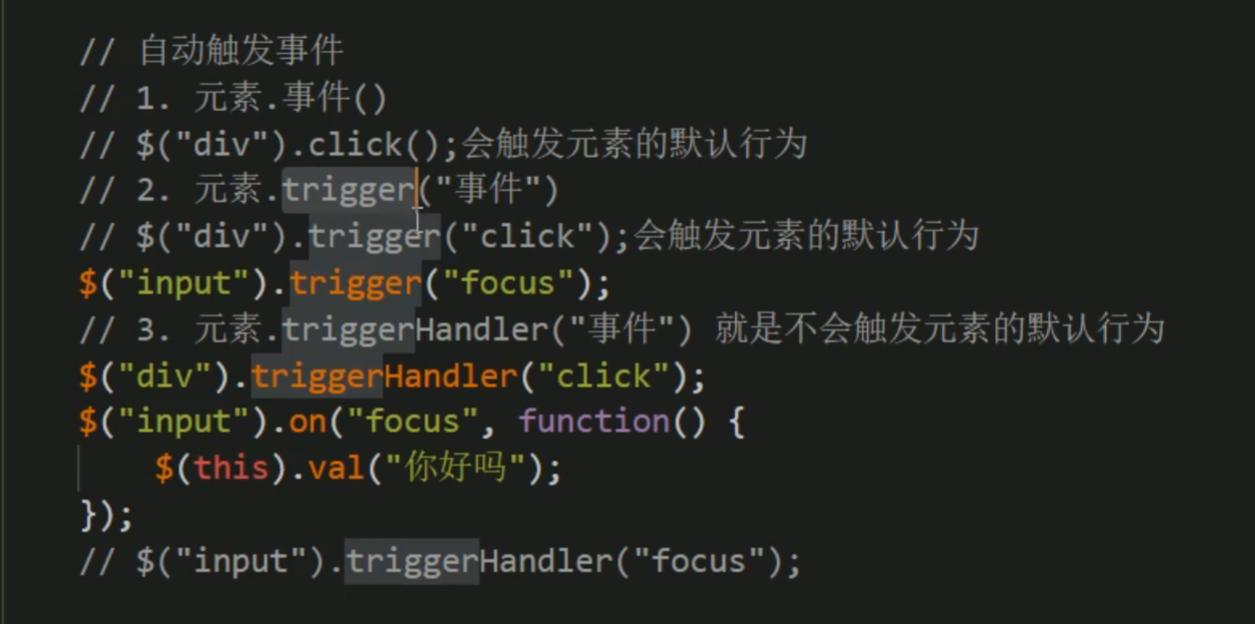 // 自动触发事件
// 1. 元素.事件()
// $("div").click();会触发元素的默认行为
// 2. 元素.trigger("事件")
// $("div").trigger("click");会触发元素的默认行为
$("input").trigger("focus");
// 3. 元素.triggerHandler("事件") 就是不会触发元素的默认行为
$("div").triggerHandler("click");
$("input").on("focus", function() {
    $(this).val("你好吗");
});
// $("input").triggerHandler("focus");